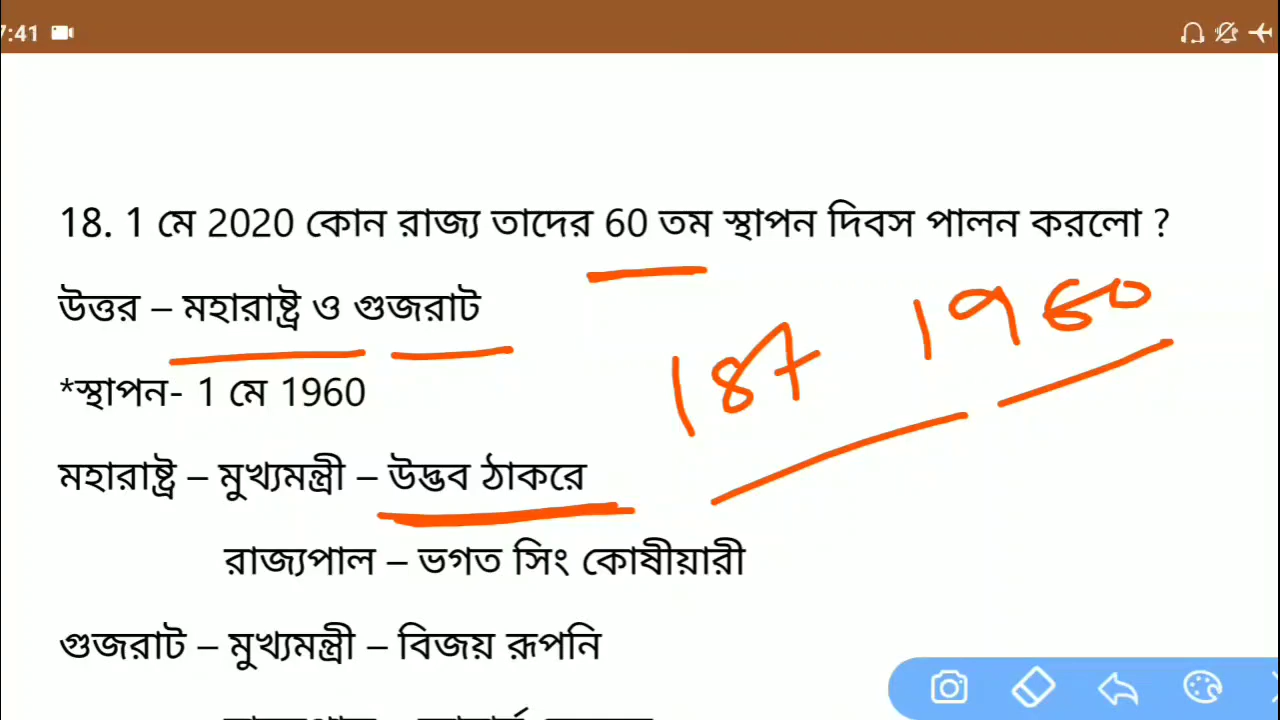 7:41
18. 1 মে 2020 কোন রাজ্য তাদের 60 তম স্থাপন দিবস পালন করলো ?
উত্তর – মহারাষ্ট্র ও গুজরাট
1960
187
*স্থাপন- 1 মে 1960
মহারাষ্ট্র – মুখ্যমন্ত্রী – উদ্ভব ঠাকরে
রাজ্যপাল – ভগত সিং কোষীয়ারী
গুজরাট – মুখ্যমন্ত্রী – বিজয় রূপনি